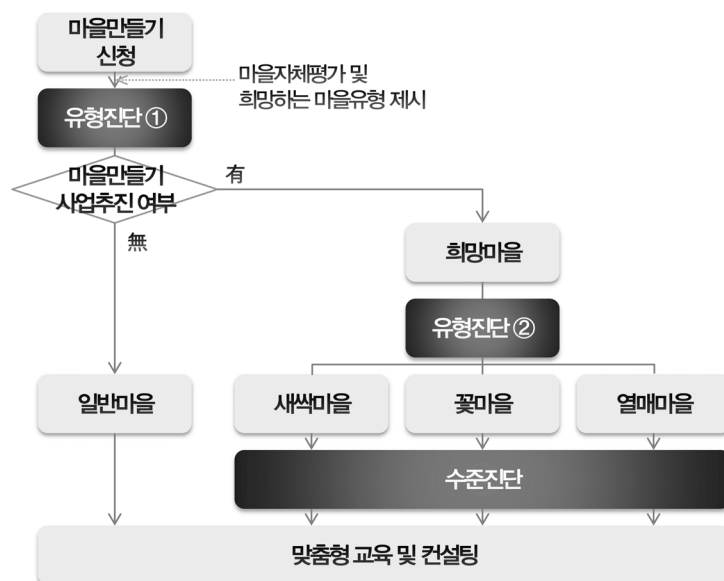 마을만들기
신청
마을자체평가 및
희망하는 마을유형 제시
유형진단 ①
마을만들기
사업추진 여부
有
無
희망마을
유형진단 ②
일반마을
새싹마을
꽃마을
열매마을
수준진단
맞춤형 교육 및 컨설팅